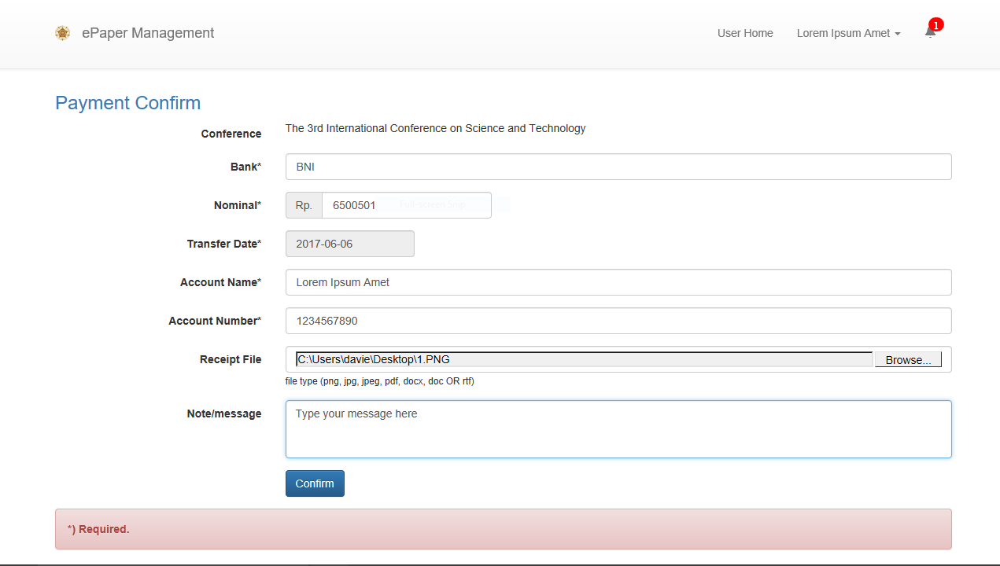 ePaper Management User Home Lorem Ipsum Amet 1
Payment Confirm
Conference The 3rd International Conference on Science and Technology
Bank* BNI
Nominal* Rp. 6500501 Full-screen Snip
Transfer Date* 2017-06-06
Account Name* Lorem Ipsum Amet
Account Number* 1234567890
Receipt File C:\Users\davie\Desktop\1.PNG Browse...
file type (png, jpg, jpeg, pdf, docx, doc OR rtf)
Note/message Type your message here
Confirm
*) Required.